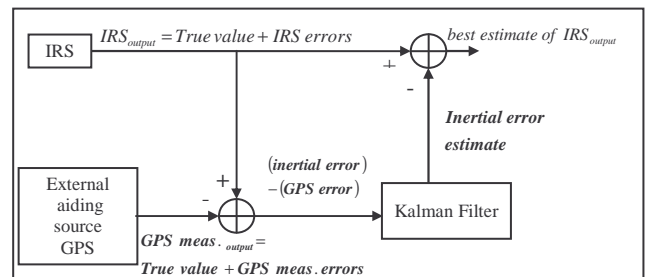 IRS
IRS_output = True value + IRS errors
best estimate of IRS_output
+
-
Inertial error
estimate
(inertial error)
-(GPS error)
+
-
External
aiding
source
GPS
Kalman Filter
GPS meas. output =
True value + GPS meas. errors